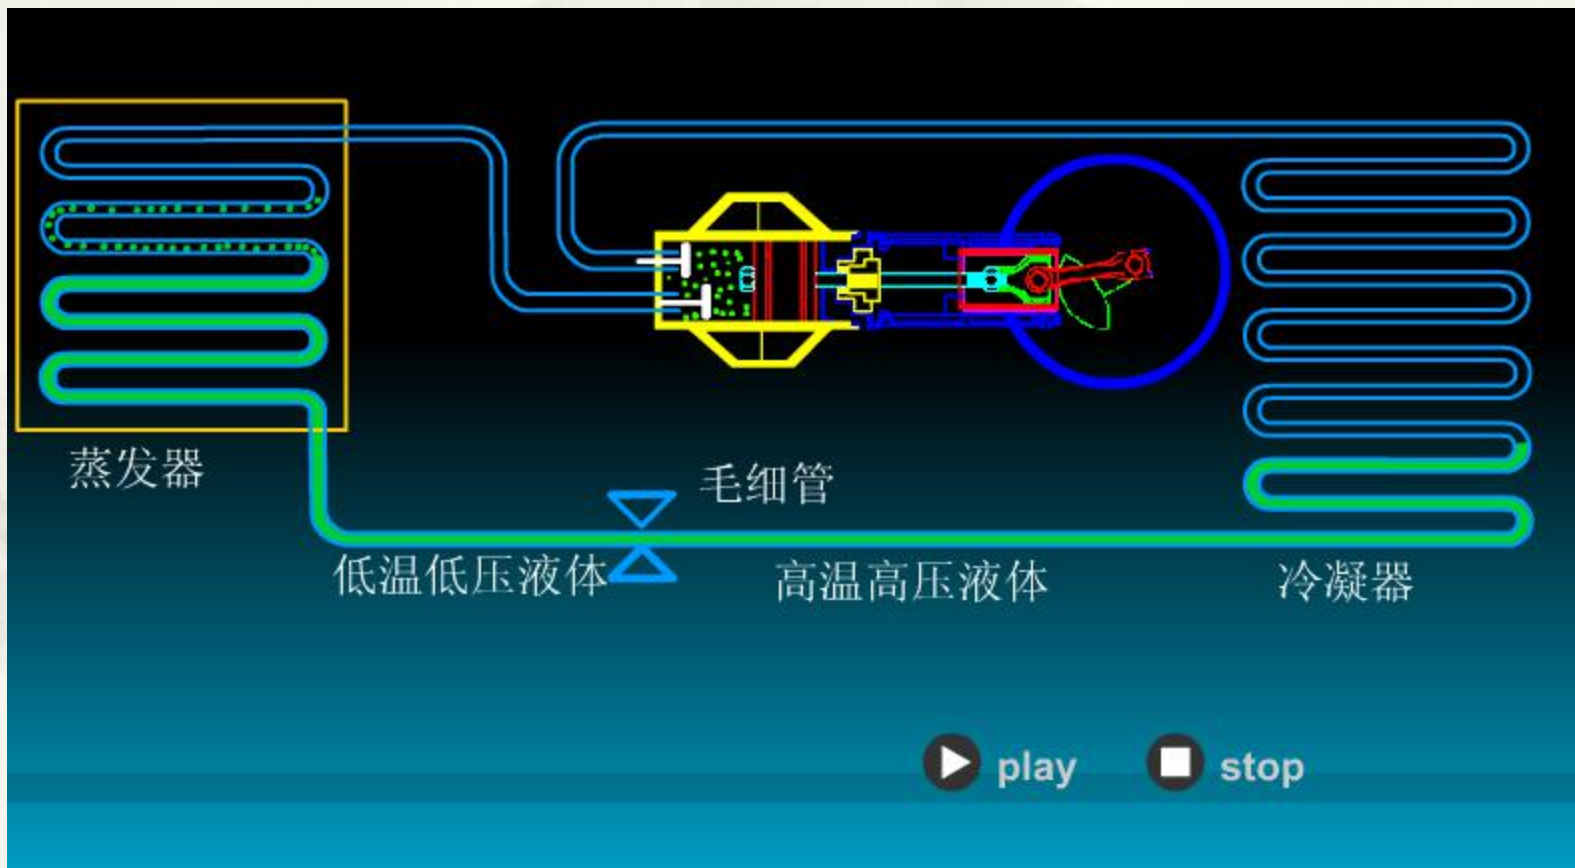 蒸发器
毛细管
低温低压液体
高温高压液体
冷凝器
play
stop